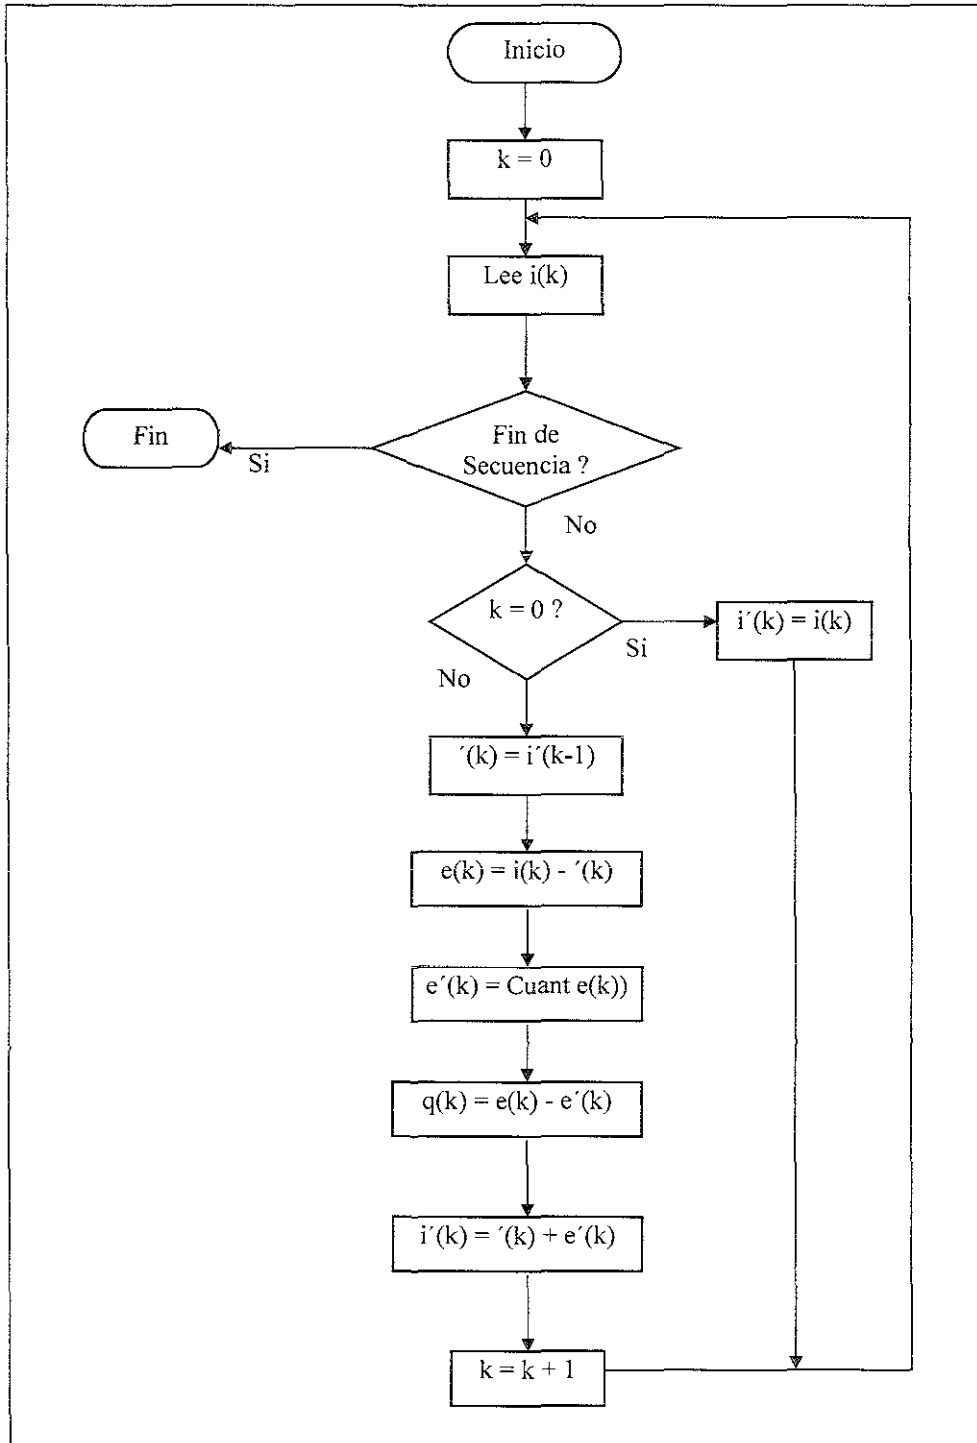 Inicio
k = 0
Lee i(k)
Fin de
Secuencia ?
Fin
Si
No
k = 0 ?
Si
i´(k) = i(k)
No
´(k) = i´(k-1)
e(k) = i(k) - ´(k)
e´(k) = Cuant e(k))
q(k) = e(k) - e´(k)
i´(k) = ´(k) + e´(k)
k = k + 1